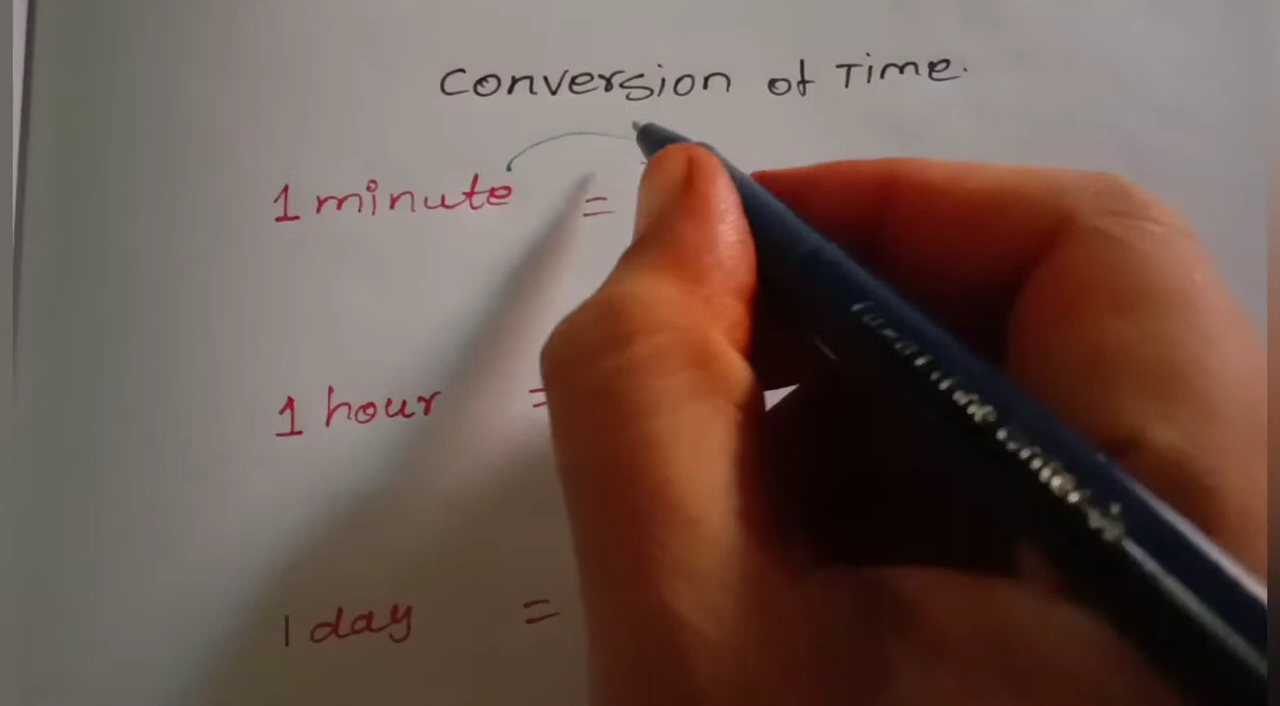 Conversion of Time.
1 minute =
1 hour =
1 day =